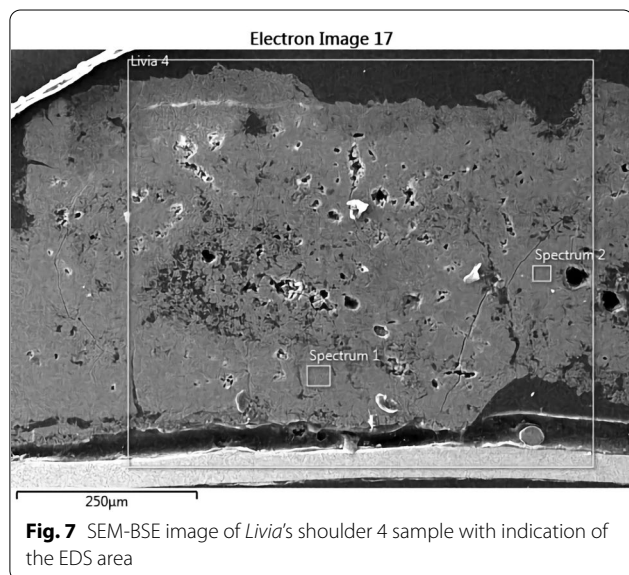 Electron Image 17
Livia 4
Spectrum 2
Spectrum 1
250µm
Fig. 7 SEM-BSE image of Livia's shoulder 4 sample with indication of
the EDS area